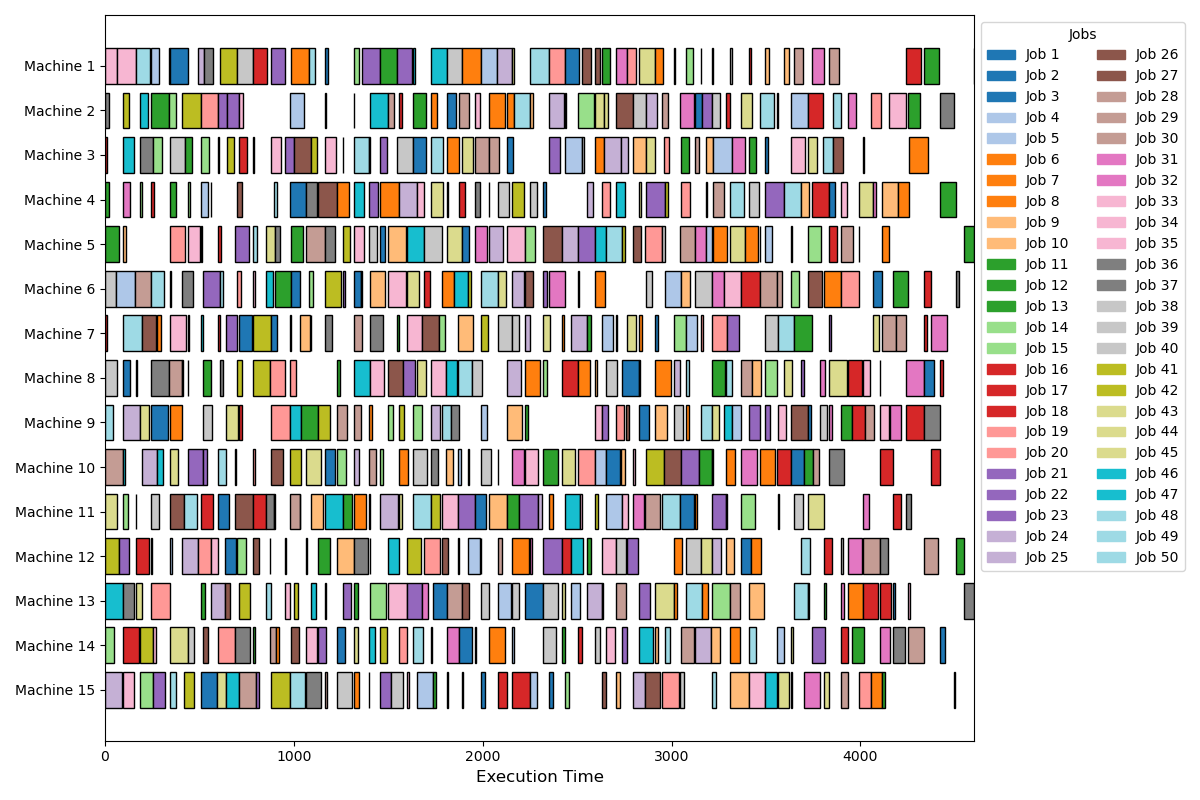 Machine 1
Machine 2
Machine 3
Machine 4
Machine 5
Machine 6
Machine 7
Machine 8
Machine 9
Machine 10
Machine 11
Machine 12
Machine 13
Machine 14
Machine 15
0 1000 2000 3000 4000
Execution Time
Jobs
Job 1
Job 2
Job 3
Job 4
Job 5
Job 6
Job 7
Job 8
Job 9
Job 10
Job 11
Job 12
Job 13
Job 14
Job 15
Job 16
Job 17
Job 18
Job 19
Job 20
Job 21
Job 22
Job 23
Job 24
Job 25
Job 26
Job 27
Job 28
Job 29
Job 30
Job 31
Job 32
Job 33
Job 34
Job 35
Job 36
Job 37
Job 38
Job 39
Job 40
Job 41
Job 42
Job 43
Job 44
Job 45
Job 46
Job 47
Job 48
Job 49
Job 50